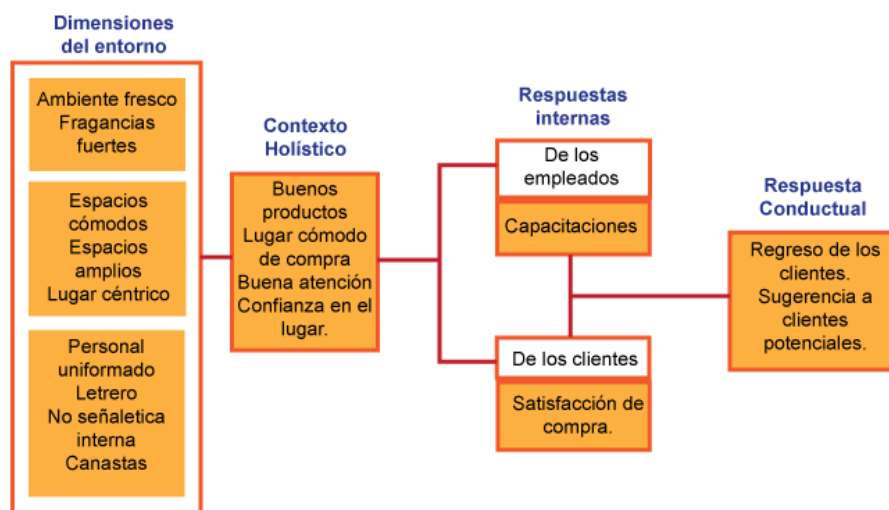 Dimensiones
del entorno
Ambiente fresco
Fragancias
fuertes
Espacios
cómodos
Espacios
amplios
Lugar céntrico
Personal
uniformado
Letrero
No señaletica
interna
Canastas
Contexto
Holístico
Buenos
productos
Lugar cómodo
de compra
Buena atención
Confianza en el
lugar.
Respuestas
internas
De los
empleados
Capacitaciones
De los clientes
Satisfacción de
compra.
Respuesta
Conductual
Regreso de los
clientes.
Sugerencia a
clientes
potenciales.